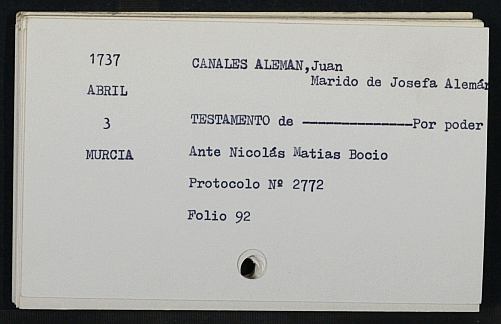 1737
CANALES ALEMAN, Juan
Marido de Josefa Alemán
ABRIL
3
TESTAMENTO de ---------------Por poder
MURCIA
Ante Nicolás Matias Bocio
Protocolo Nº 2772
Folio 92